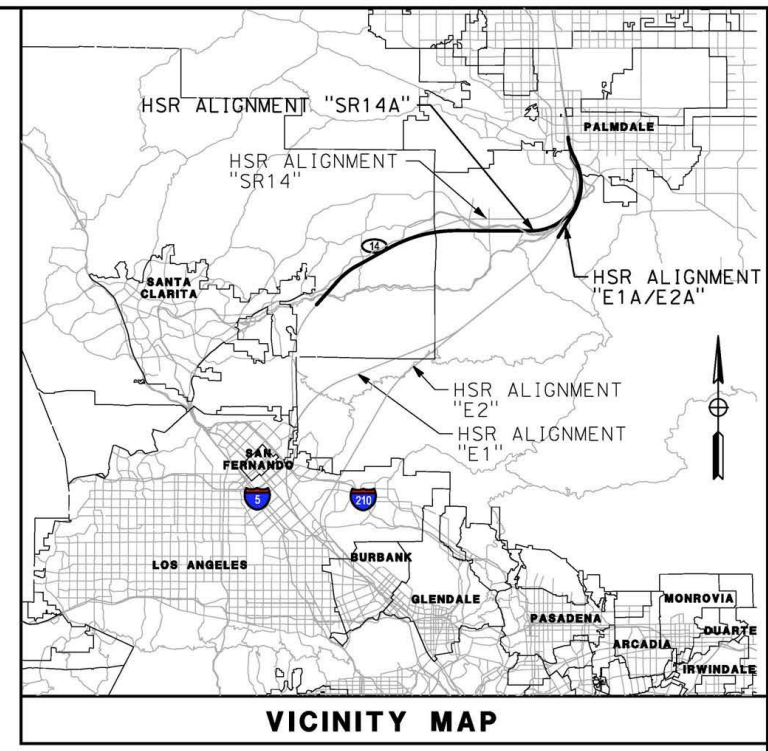 HSR ALIGNMENT "SR14A"
PALMDALE
HSR ALIGNMENT
"SR14"
14
SANTA
CLARITA
HSR ALIGNMENT
"E1A/E2A"
HSR ALIGNMENT
"E2"
HSR ALIGNMENT
"E1"
SAN
FERNANDO
5
210
LOS ANGELES
BURBANK
GLENDALE
PASADENA
MONROVIA
ARCADIA
DUARTE
IRWINDALE
VICINITY MAP